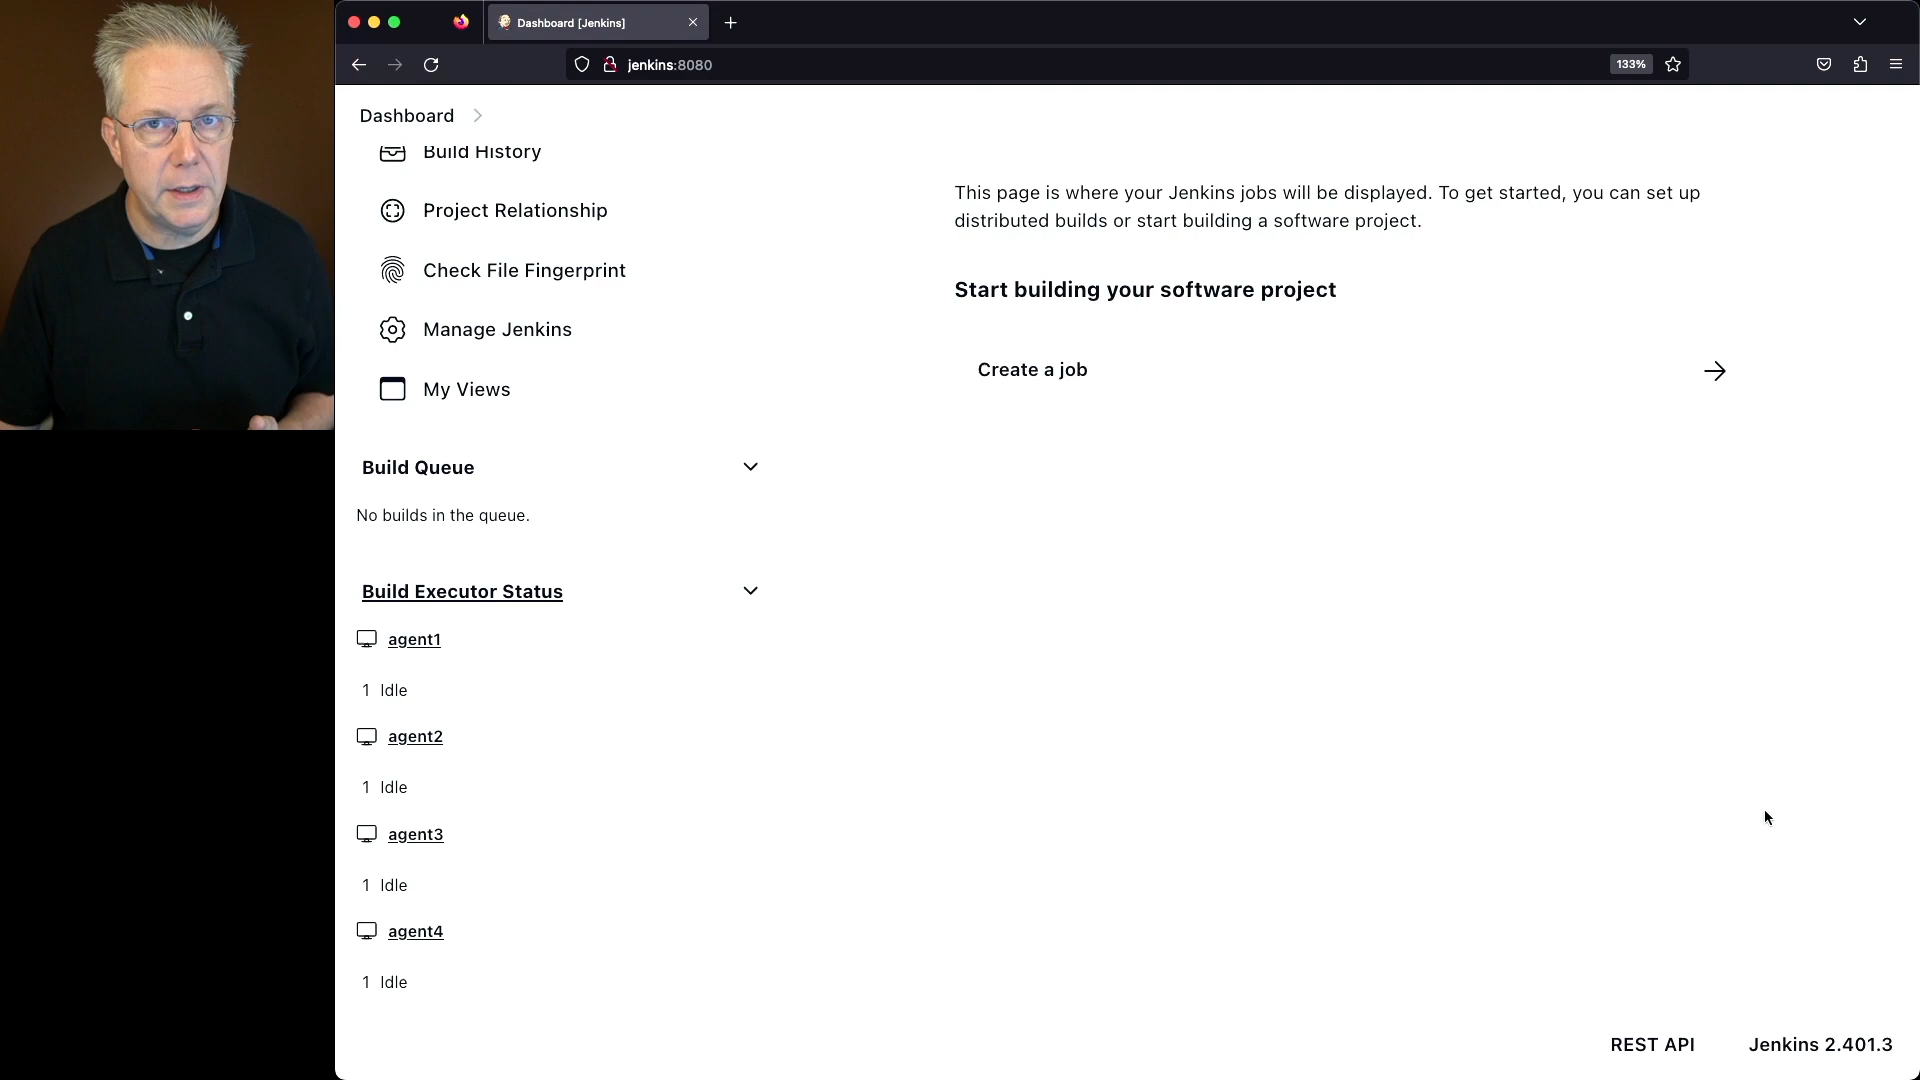 Dashboard [Jenkins]
jenkins:8080
133%
Dashboard
Build History
Project Relationship
Check File Fingerprint
Manage Jenkins
My Views
Build Queue
No builds in the queue.
Build Executor Status
agent1
1 Idle
agent2
1 Idle
agent3
1 Idle
agent4
1 Idle
This page is where your Jenkins jobs will be displayed. To get started, you can set up
distributed builds or start building a software project.
Start building your software project
Create a job
REST API
Jenkins 2.401.3